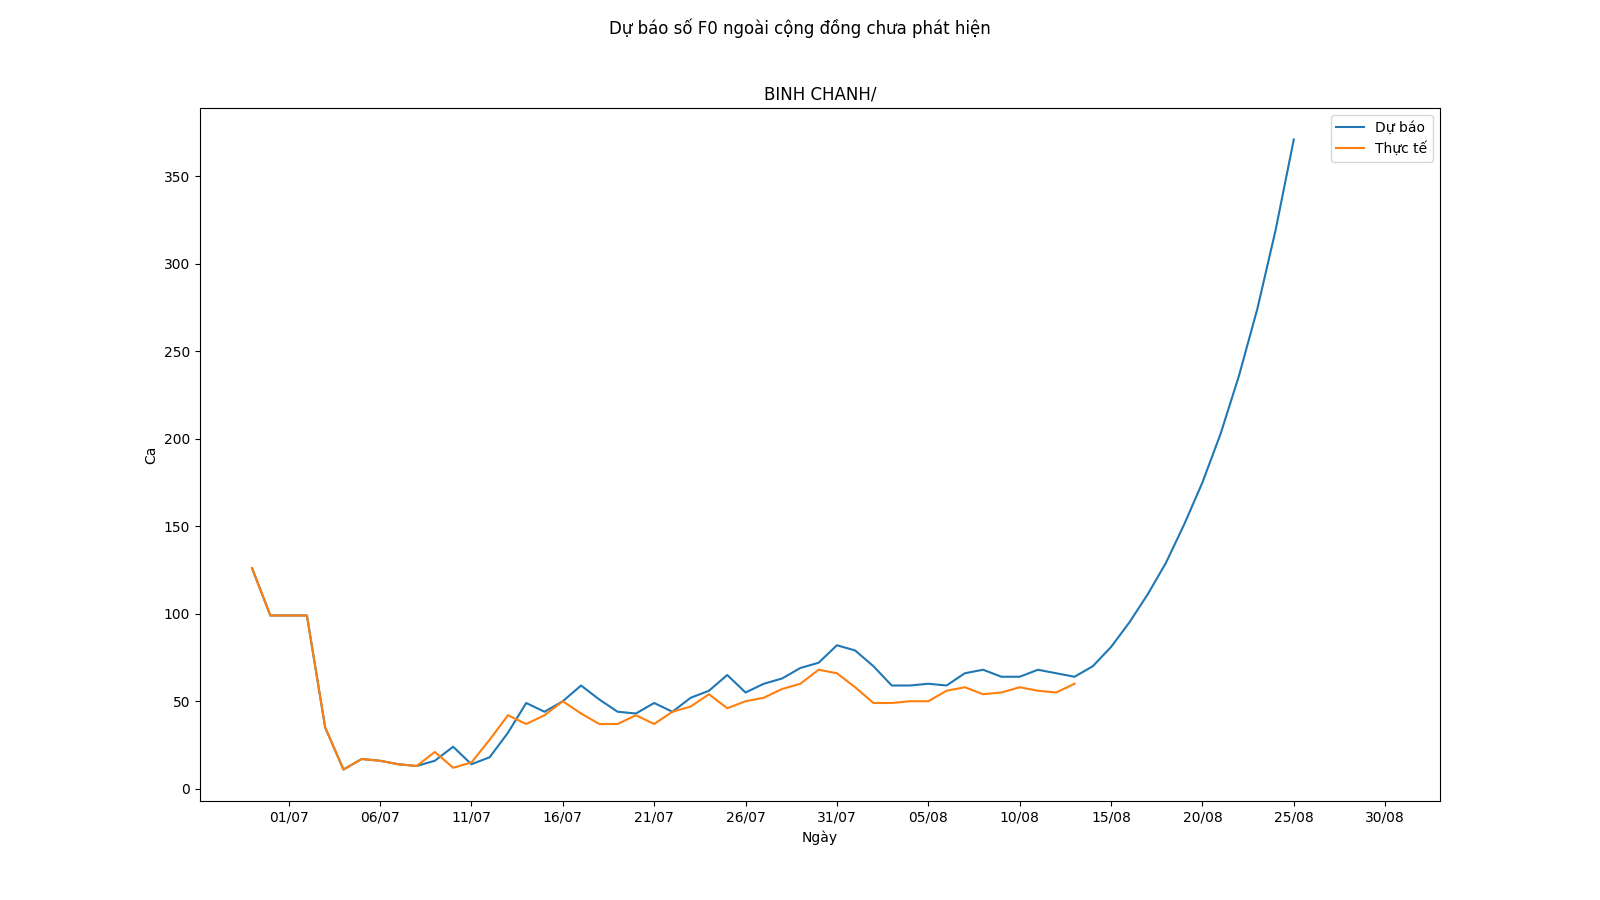 Dự báo số F0 ngoài cộng đồng chưa phát hiện
BINH CHANH/
Dự báo
Thực tế
350
300
250
200
150
100
50
0
Ca
01/07 06/07 11/07 16/07 21/07 26/07 31/07 05/08 10/08 15/08 20/08 25/08 30/08
Ngày